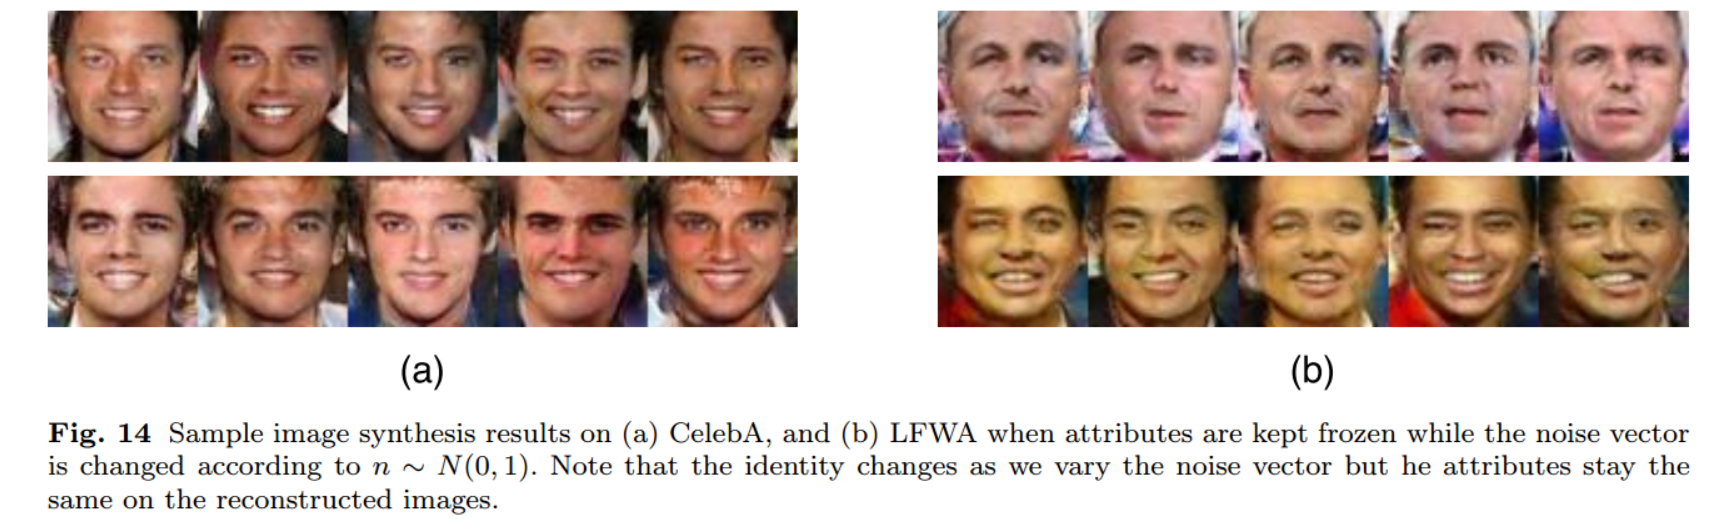 (a)
(b)
Fig. 14 Sample image synthesis results on (a) CelebA, and (b) LFWA when attributes are kept frozen while the noise vector
is changed according to n ∼ N(0, 1). Note that the identity changes as we vary the noise vector but he attributes stay the
same on the reconstructed images.